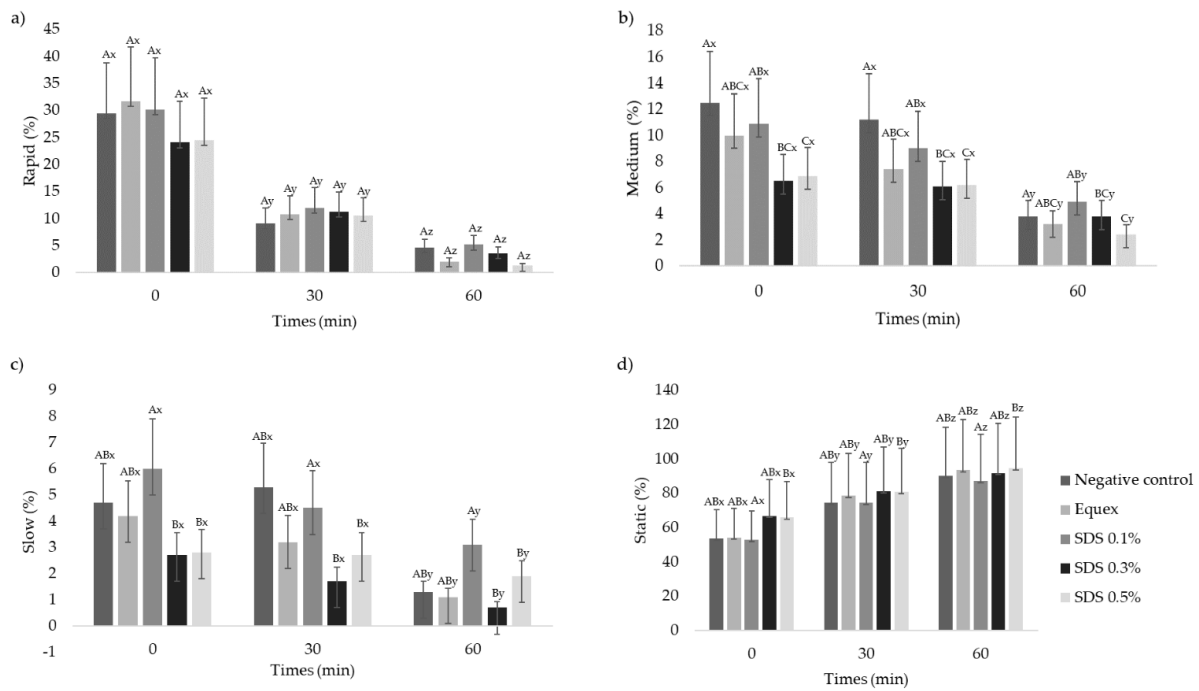 a)
45
40
35
30
25
20
15
10
5
0
Rapid (%)
Ax Ax Ax Ax Ax
Ay Ay Ay Ay Ay
Az Az Az Az Az
0 30 60
Times (min)
b)
18
16
14
12
10
8
6
4
2
0
Medium (%)
Ax ABCx ABx BCx Cx
Ax ABCx ABx BCx Cx
Ay ABCy ABy BCy Cy
0 30 60
Times (min)
c)
9
8
7
6
5
4
3
2
1
0
-1
Slow (%)
ABx ABx Ax Bx Bx
ABx ABx Ax Bx Bx
ABy ABy Ay By By
0 30 60
Times (min)
d)
140
120
100
80
60
40
20
0
Static (%)
ABx ABx Ax ABx Bx
ABy ABy Ay ABy By
ABz ABz Az ABz Bz
0 30 60
Times (min)
Negative control
Equex
SDS 0.1%
SDS 0.3%
SDS 0.5%